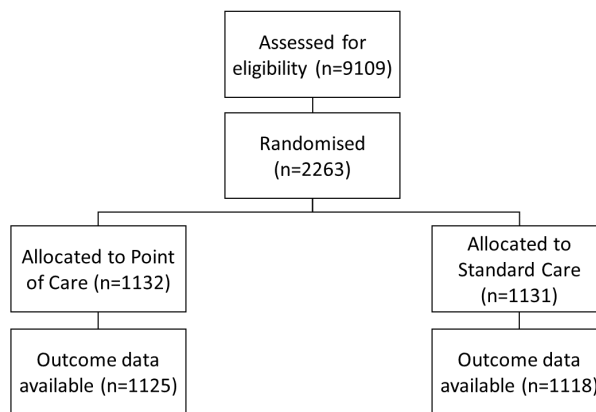 Assessed for
eligibility (n=9109)
Randomised
(n=2263)
Allocated to Point
of Care (n=1132)
Allocated to
Standard Care
(n=1131)
Outcome data
available (n=1125)
Outcome data
available (n=1118)